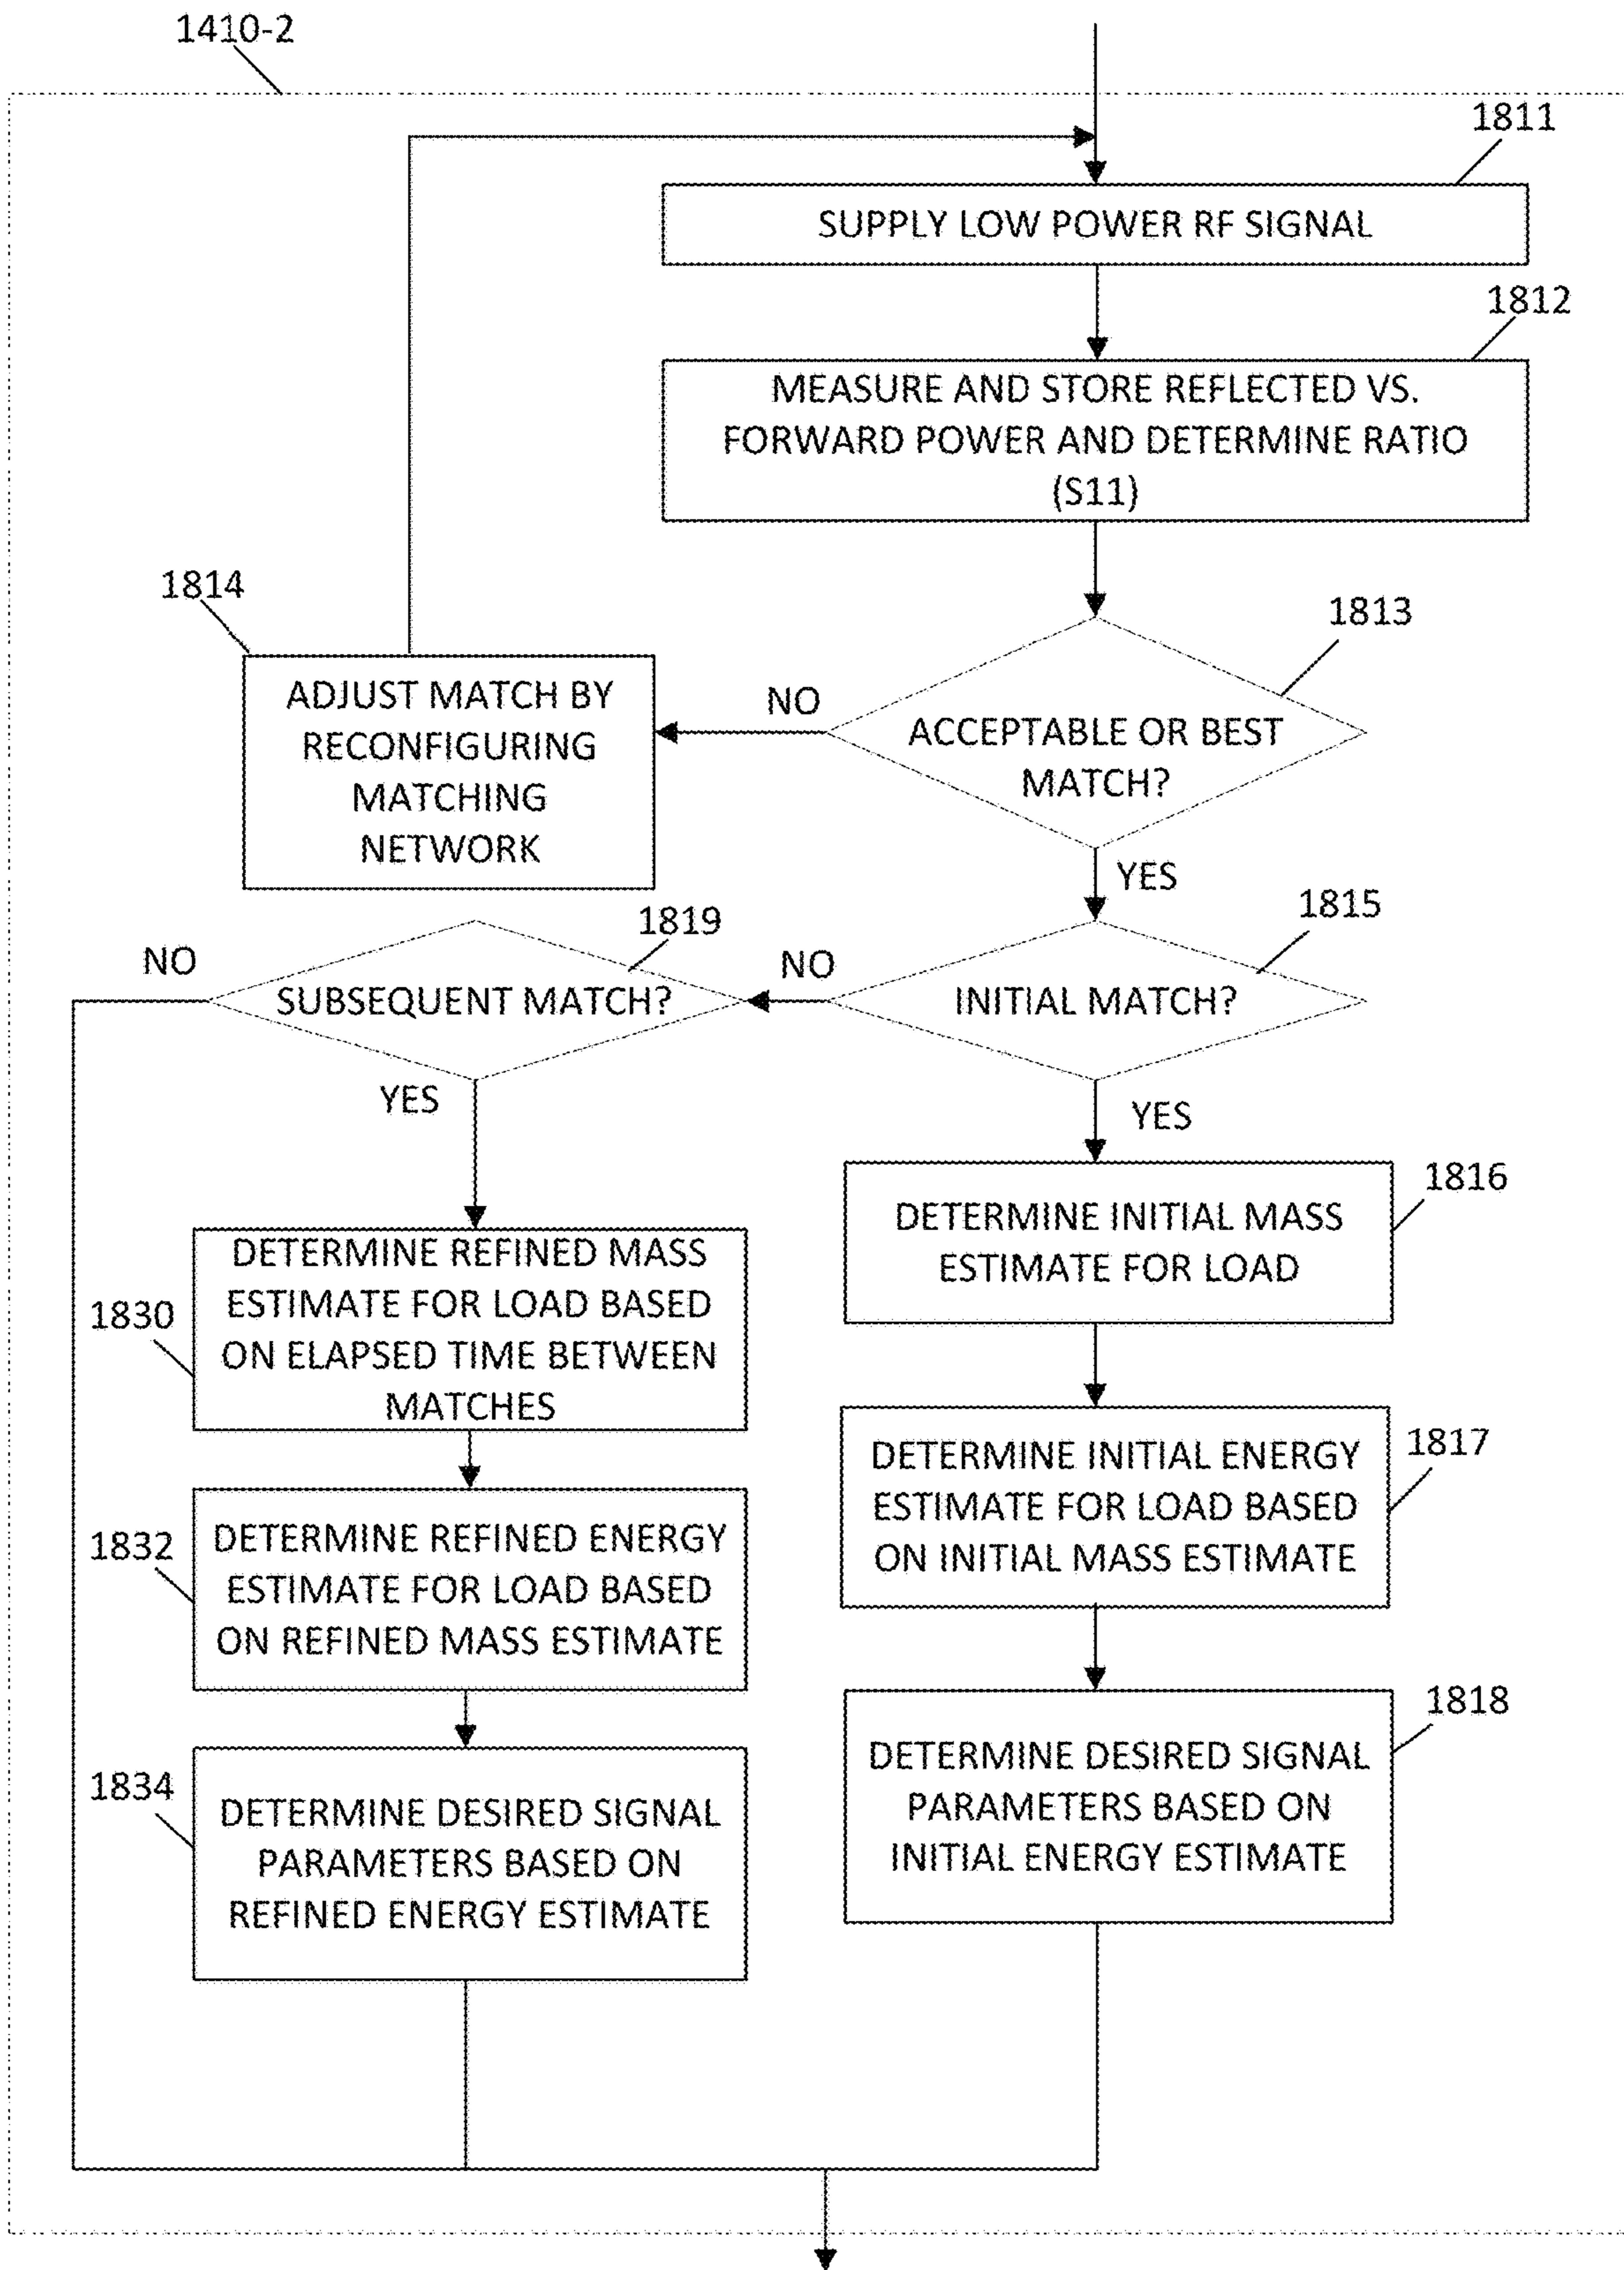 1410-2
1811
SUPPLY LOW POWER RF SIGNAL
1812
MEASURE AND STORE REFLECTED VS.
FORWARD POWER AND DETERMINE RATIO
(S11)
1814
ADJUST MATCH BY
RECONFIGURING
MATCHING
NETWORK
NO
1813
ACCEPTABLE OR BEST
MATCH?
YES
1815
INITIAL MATCH?
NO
1819
SUBSEQUENT MATCH?
NO
YES
YES
1816
DETERMINE INITIAL MASS
ESTIMATE FOR LOAD
1830
DETERMINE REFINED MASS
ESTIMATE FOR LOAD BASED
ON ELAPSED TIME BETWEEN
MATCHES
1817
DETERMINE INITIAL ENERGY
ESTIMATE FOR LOAD BASED
ON INITIAL MASS ESTIMATE
1832
DETERMINE REFINED ENERGY
ESTIMATE FOR LOAD BASED
ON REFINED MASS ESTIMATE
1818
DETERMINE DESIRED SIGNAL
PARAMETERS BASED ON
INITIAL ENERGY ESTIMATE
1834
DETERMINE DESIRED SIGNAL
PARAMETERS BASED ON
REFINED ENERGY ESTIMATE